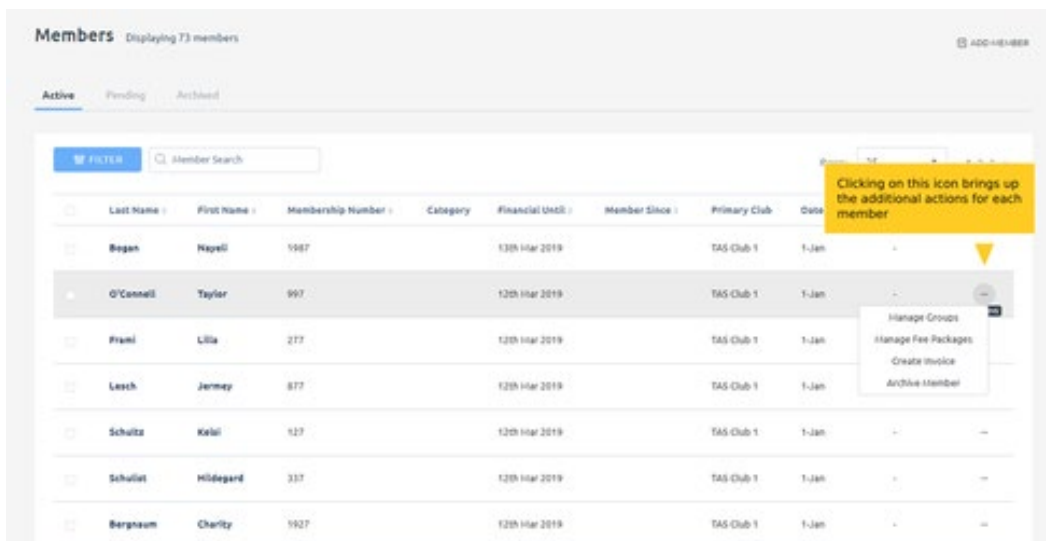 Members Displaying 73 members
ADD MEMBER
Active Pending Archived
FILTER Member Search
Clicking on this icon brings up
the additional actions for each
member
Last Name First Name Membership Number Category Financial Until Member Since Primary Club Date
Bogan Napoli 1987 13th Mar 2019 TAS Club 1 1-Jan -
O'Connell Taylor 997 12th Mar 2019 TAS Club 1 1-Jan -
Manage Groups
Manage Fee Packages
Create Invoice
Archive Member
Frami Lilla 277 12th Mar 2019 TAS Club 1 1-Jan
Lesch Jermey 877 12th Mar 2019 TAS Club 1 1-Jan
Schultz Kelsi 127 12th Mar 2019 TAS Club 1 1-Jan -
Schulist Hildegard 337 12th Mar 2019 TAS Club 1 1-Jan -
Bergnaum Charity 1927 12th Mar 2019 TAS Club 1 1-Jan -